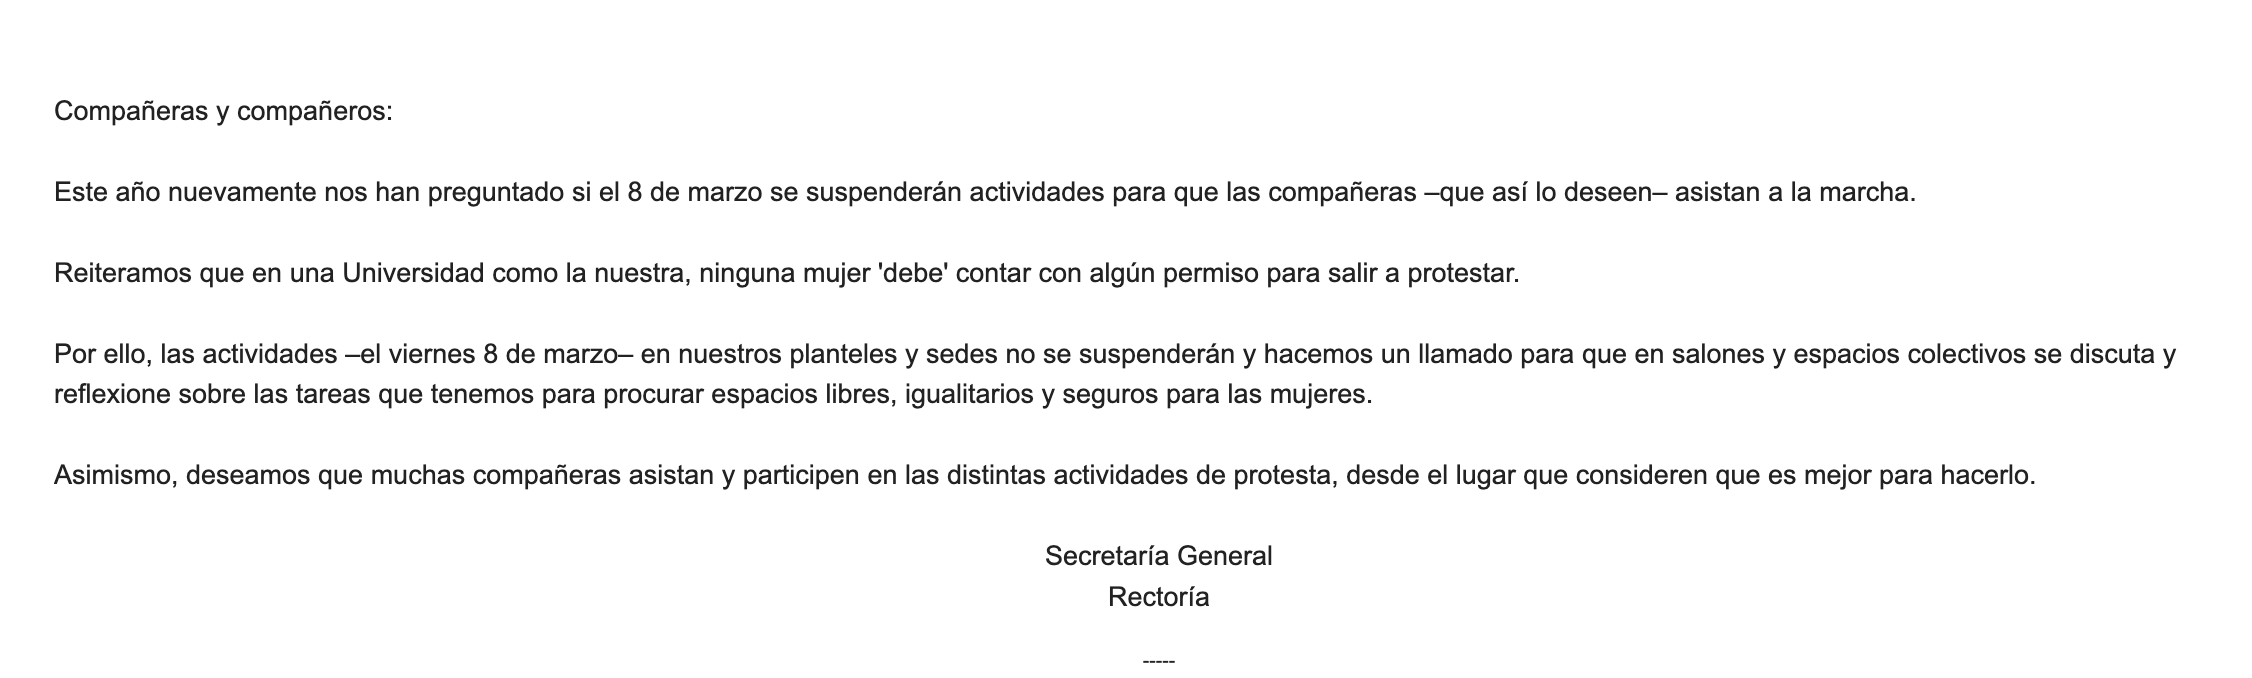 Compañeras y compañeros:
Este año nuevamente nos han preguntado si el 8 de marzo se suspenderán actividades para que las compañeras –que así lo deseen– asistan a la marcha.
Reiteramos que en una Universidad como la nuestra, ninguna mujer 'debe' contar con algún permiso para salir a protestar.
Por ello, las actividades –el viernes 8 de marzo– en nuestros planteles y sedes no se suspenderán y hacemos un llamado para que en salones y espacios colectivos se discuta y
reflexione sobre las tareas que tenemos para procurar espacios libres, igualitarios y seguros para las mujeres.
Asimismo, deseamos que muchas compañeras asistan y participen en las distintas actividades de protesta, desde el lugar que consideren que es mejor para hacerlo.
Secretaría General
Rectoría
-----